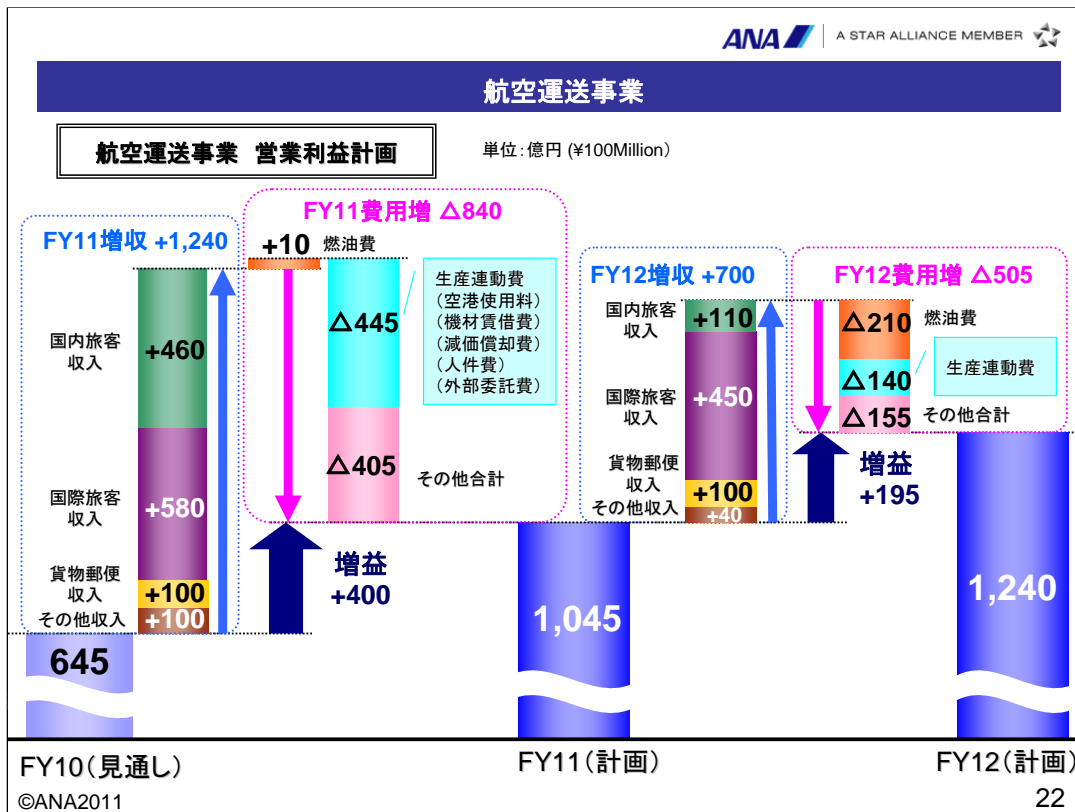 ANA
A STAR ALLIANCE MEMBER
航空運送事業
航空運送事業 営業利益計画
単位：億円 (¥100Million)
FY11増収 +1,240
国内旅客
収入
+460
国際旅客
収入
+580
貨物郵便
収入
+100
その他収入
+100
645
FY11費用増 △840
+10
燃油費
△445
生産連動費
（空港使用料）
（機材賃借費）
（減価償却費）
（人件費）
（外部委託費）
△405
その他合計
増益
+400
1,045
FY12増収 +700
国内旅客
収入
+110
国際旅客
収入
+450
貨物郵便
収入
+100
その他収入
+40
FY12費用増 △505
△210
燃油費
△140
生産連動費
△155
その他合計
増益
+195
1,240
FY10（見通し）
FY11（計画）
FY12（計画）
©ANA2011
22